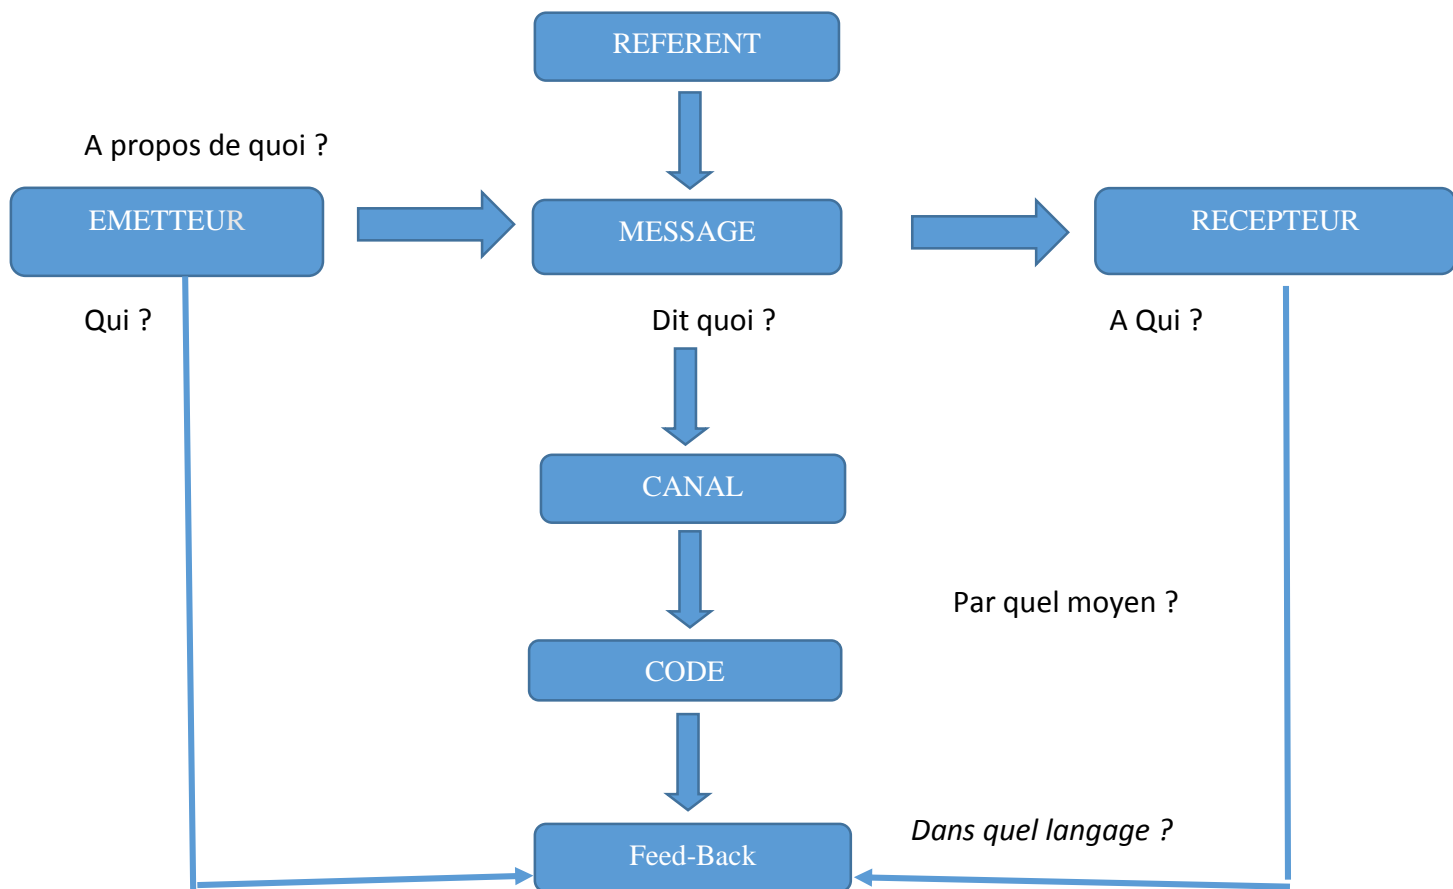 REFERENT
A propos de quoi ?
EMETTEUR
MESSAGE
RECEPTEUR
Qui ?
Dit quoi ?
A Qui ?
CANAL
Par quel moyen ?
CODE
Dans quel langage ?
Feed-Back